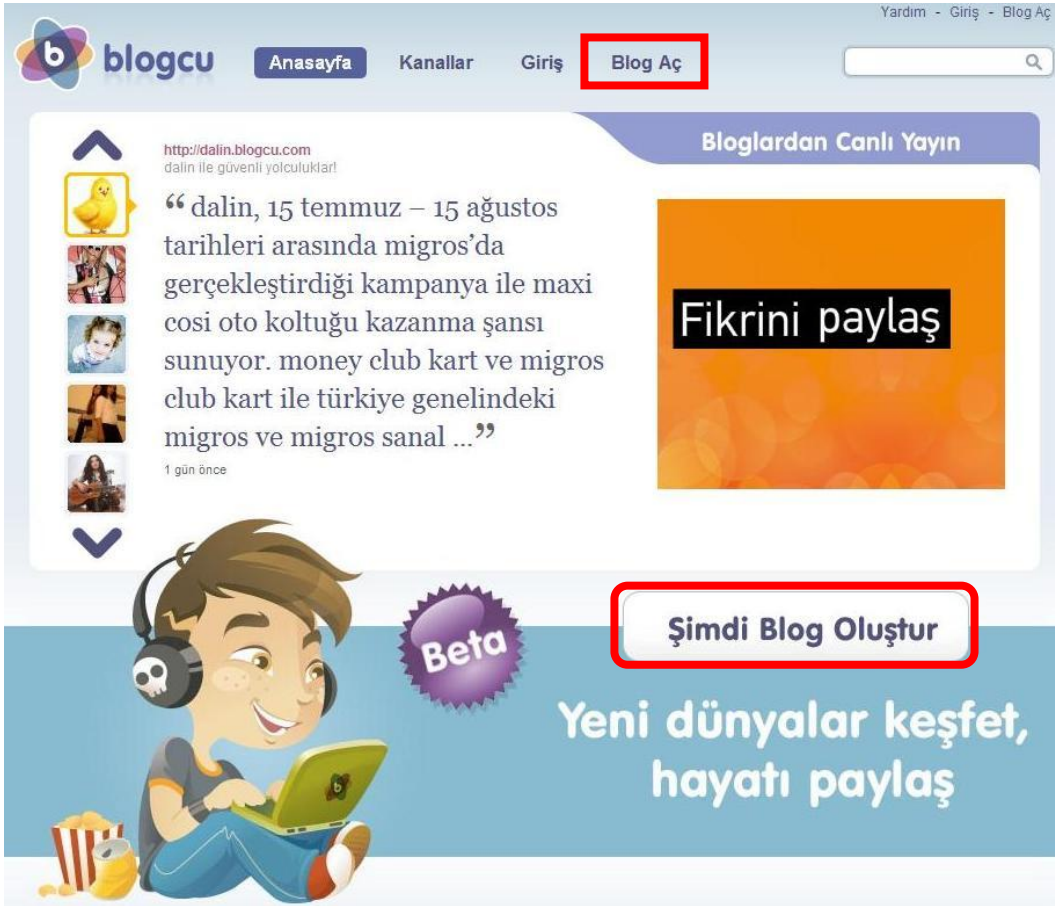 Yardım - Giriş - Blog Aç
b blogcu
Anasayfa Kanallar Giriş Blog Aç
http://dalin.blogcu.com
dalin ile güvenli yolculuklar!
“ dalin, 15 temmuz – 15 ağustos
tarihleri arasında migros’da
gerçekleştirdiği kampanya ile maxi
cosi oto koltuğu kazanma şansı
sunuyor. money club kart ve migros
club kart ile türkiye genelindeki
migros ve migros sanal ...”
1 gün önce
Bloglardan Canlı Yayın
Fikrini paylaş
Beta
Şimdi Blog Oluştur
Yeni dünyalar keşfet,
hayatı paylaş